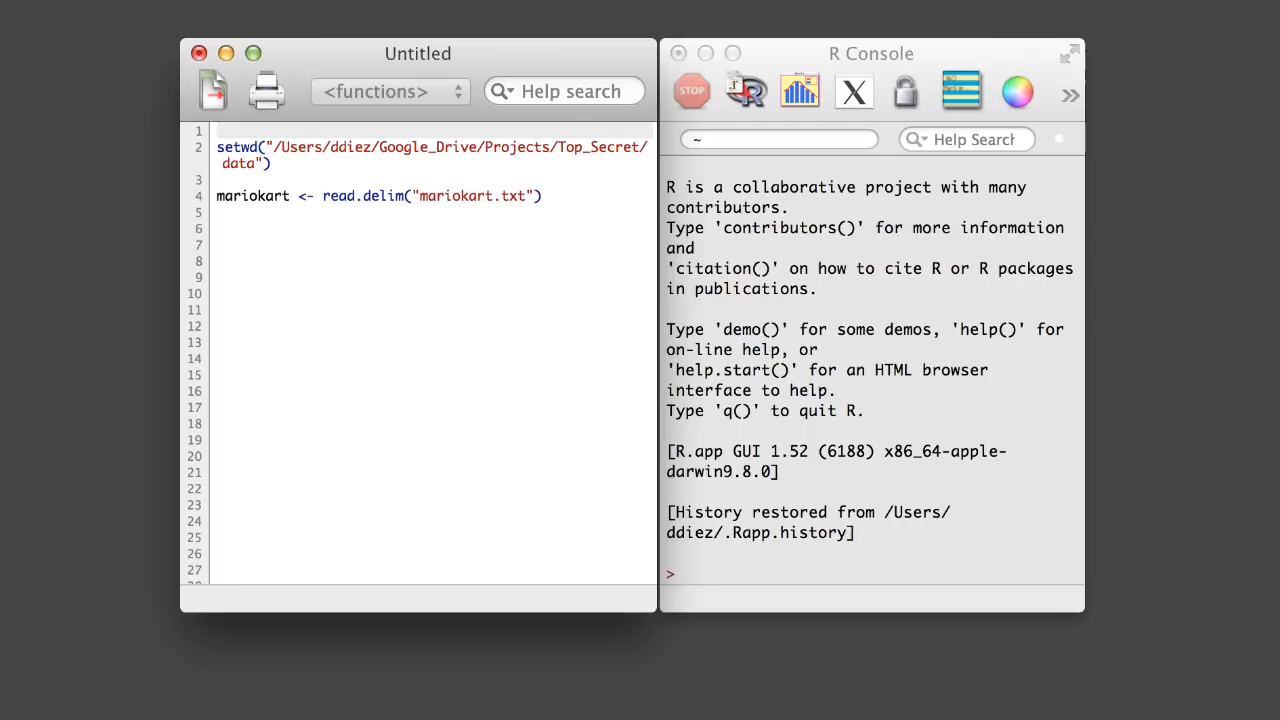 Untitled
<functions>
Help search
1
2 setwd("/Users/ddiez/Google_Drive/Projects/Top_Secret/
data")
3
4 mariokart <- read.delim("mariokart.txt")
5
6
7
8
9
10
11
12
13
14
15
16
17
18
19
20
21
22
23
24
25
26
27
R Console
STOP
R
X
»
~
Help Search
R is a collaborative project with many
contributors.
Type 'contributors()' for more information
and
'citation()' on how to cite R or R packages
in publications.
Type 'demo()' for some demos, 'help()' for
on-line help, or
'help.start()' for an HTML browser
interface to help.
Type 'q()' to quit R.
[R.app GUI 1.52 (6188) x86_64-apple-
darwin9.8.0]
[History restored from /Users/
ddiez/.Rapp.history]
>